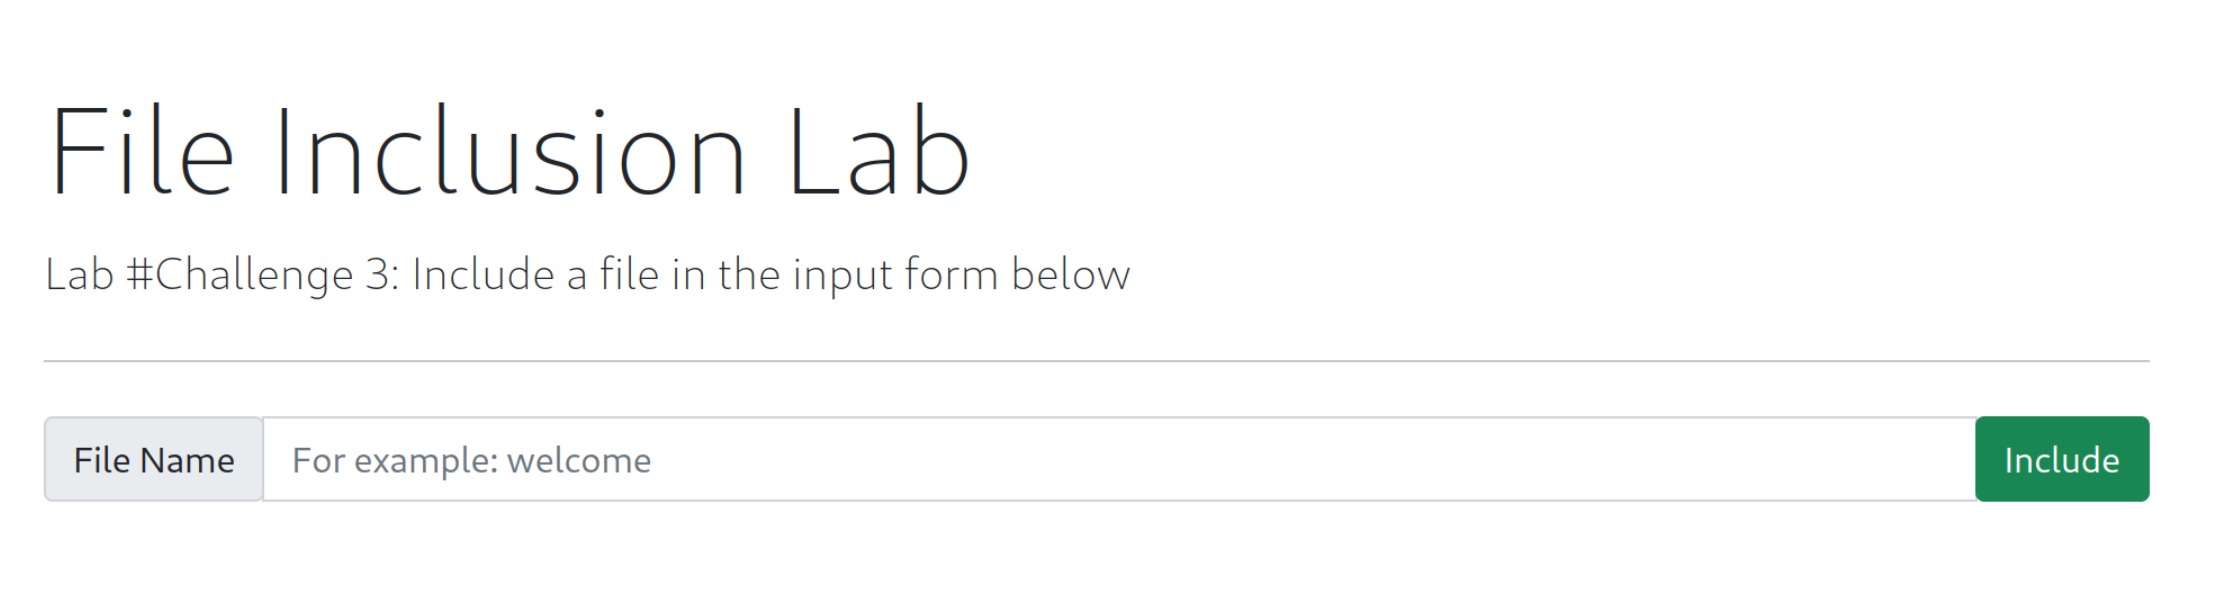 File Inclusion Lab
Lab #Challenge 3: Include a file in the input form below
File Name For example: welcome Include